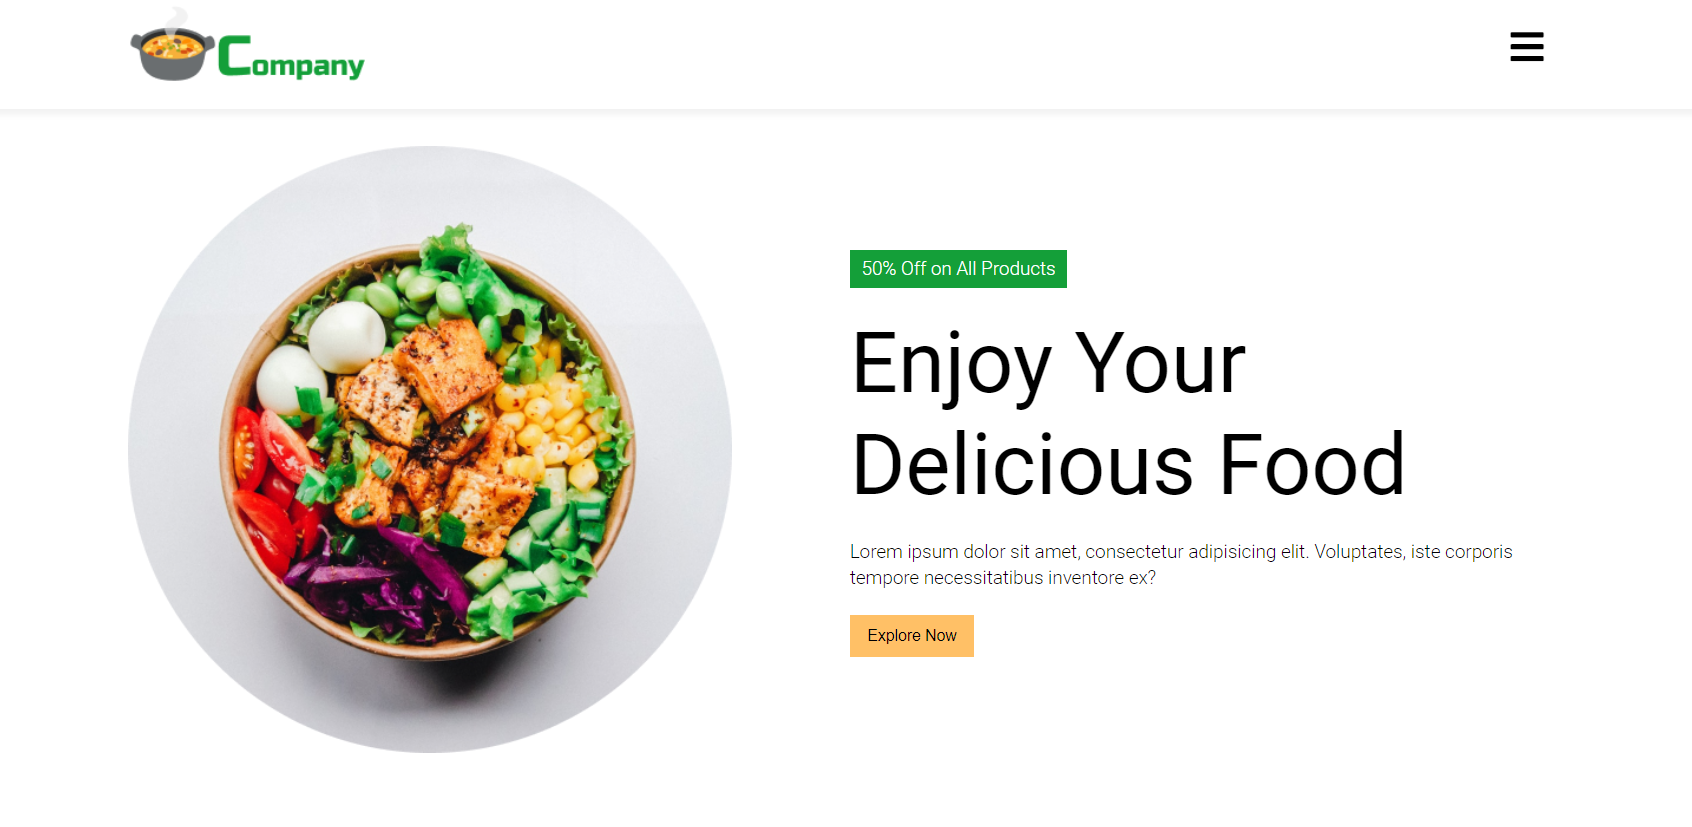 Company
50% Off on All Products
Enjoy Your
Delicious Food
Lorem ipsum dolor sit amet, consectetur adipisicing elit. Voluptates, iste corporis
tempore necessitatibus inventore ex?
Explore Now